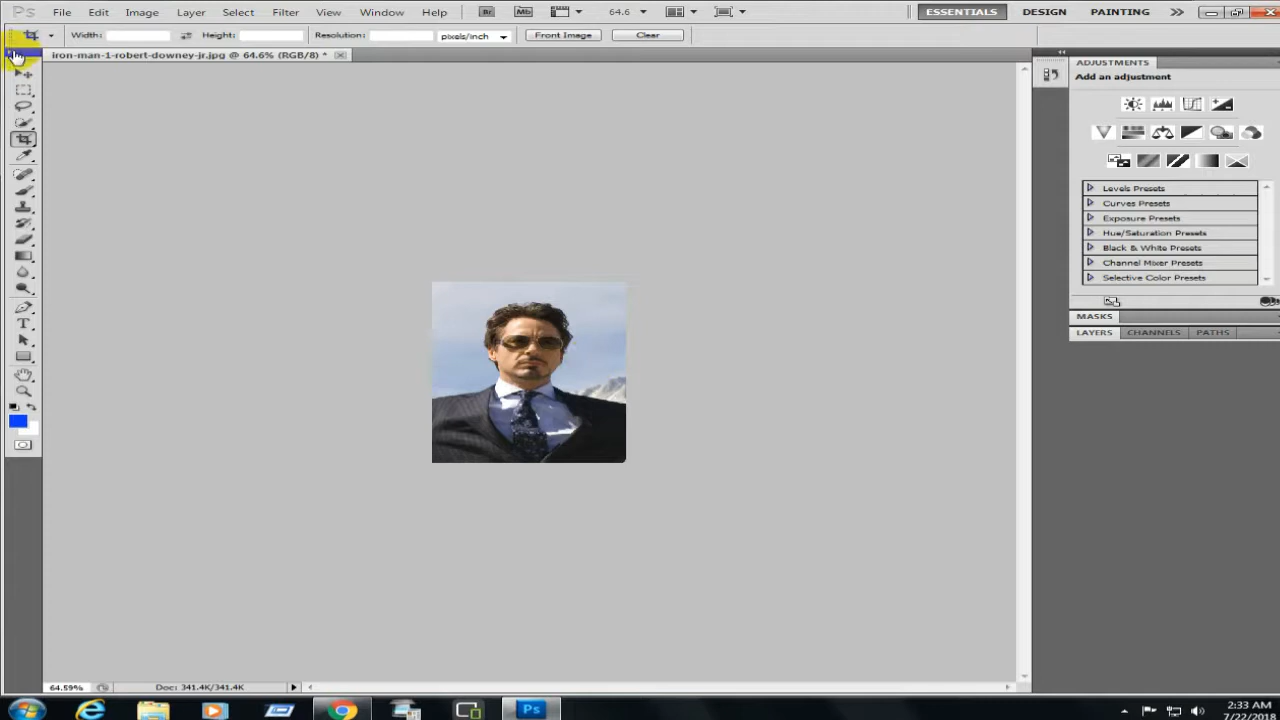 Ps File Edit Image Layer Select Filter View Window Help Br Mb 64.6 ESSENTIALS DESIGN PAINTING >>
Width: Height: Resolution: pixels/inch Front Image Clear
iron-man-1-robert-downey-jr.jpg @ 64.6% (RGB/8) *
ADJUSTMENTS
Add an adjustment
Levels Presets
Curves Presets
Exposure Presets
Hue/Saturation Presets
Black & White Presets
Channel Mixer Presets
Selective Color Presets
MASKS
LAYERS CHANNELS PATHS
T
64.59% Doc: 341.4K/341.4K
Ps
2:33 AM
7/22/2018